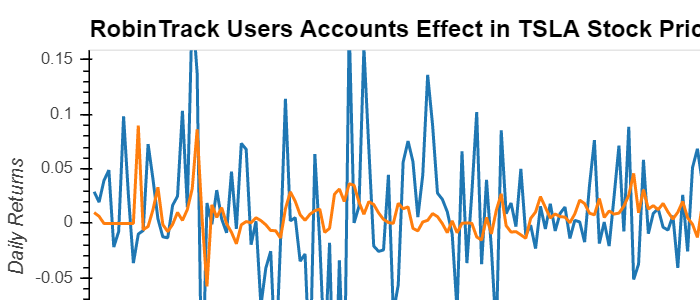 RobinTrack Users Accounts Effect in TSLA Stock Pric
0.15
0.1
0.05
0
-0.05
Daily Returns